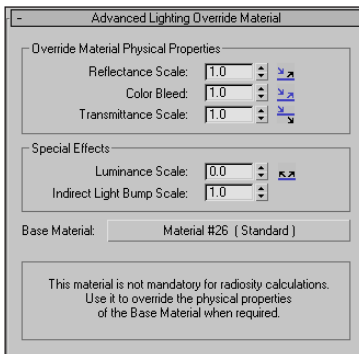 - Advanced Lighting Override Material
Override Material Physical Properties
Reflectance Scale: 1.0
Color Bleed: 1.0
Transmittance Scale: 1.0
Special Effects
Luminance Scale: 0.0
Indirect Light Bump Scale: 1.0
Base Material: Material #26 ( Standard )
This material is not mandatory for radiosity calculations.
Use it to override the physical properties
of the Base Material when required.